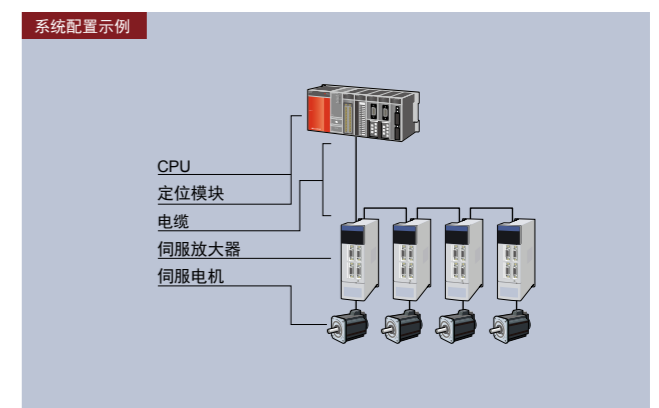 系统配置示例
CPU
定位模块
电缆
伺服放大器
伺服电机